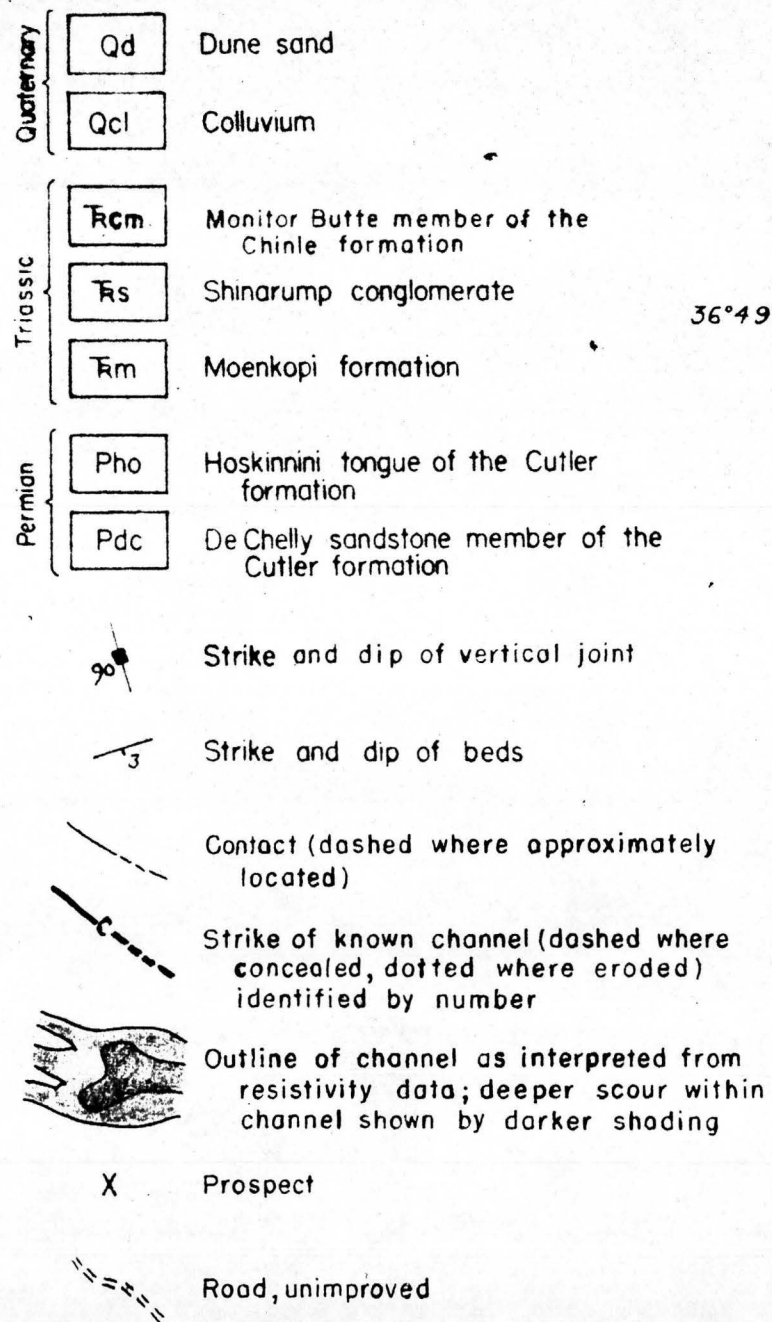 Quaternary
Qd Dune sand
Qcl Colluvium
Triassic
Ꞧcm Monitor Butte member of the
Chinle formation
Ꞧs Shinarump conglomerate
36°49
Ꞧm Moenkopi formation
Permian
Pho Hoskinnini tongue of the Cutler
formation
Pdc De Chelly sandstone member of the
Cutler formation
90 Strike and dip of vertical joint
3 Strike and dip of beds
Contact (dashed where approximately
located)
C Strike of known channel (dashed where
concealed, dotted where eroded)
identified by number
Outline of channel as interpreted from
resistivity data; deeper scour within
channel shown by darker shading
X Prospect
Road, unimproved